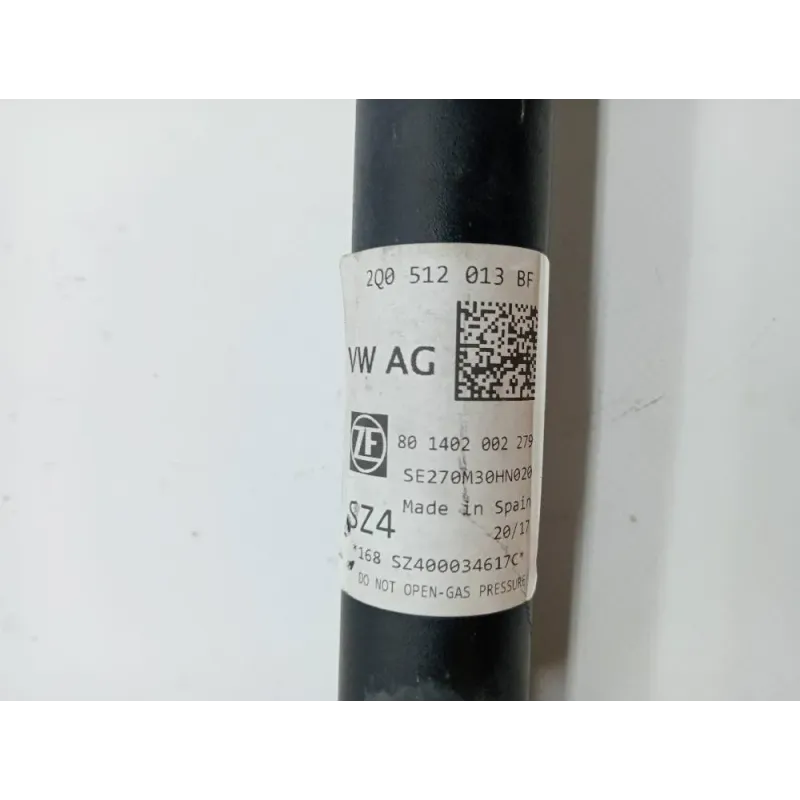 2Q0 512 013 BF
VW AG
ZF
80 1402 002 279
SE270M30HN020
Made in Spain
SZ4
20/17
*168 SZ400034617C*
DO NOT OPEN-GAS PRESSURE